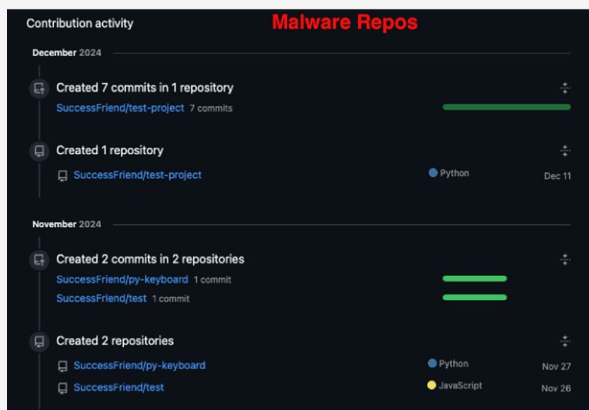 Contribution activity
Malware Repos
December 2024
Created 7 commits in 1 repository
SuccessFriend/test-project 7 commits
Created 1 repository
SuccessFriend/test-project Python Dec 11
November 2024
Created 2 commits in 2 repositories
SuccessFriend/py-keyboard 1 commit
SuccessFriend/test 1 commit
Created 2 repositories
SuccessFriend/py-keyboard Python Nov 27
SuccessFriend/test JavaScript Nov 26